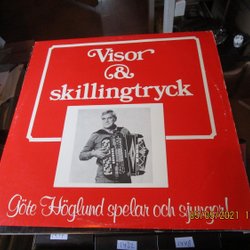 Visor
&
skillingtryck
Göte Höglund spelar och sjunger!